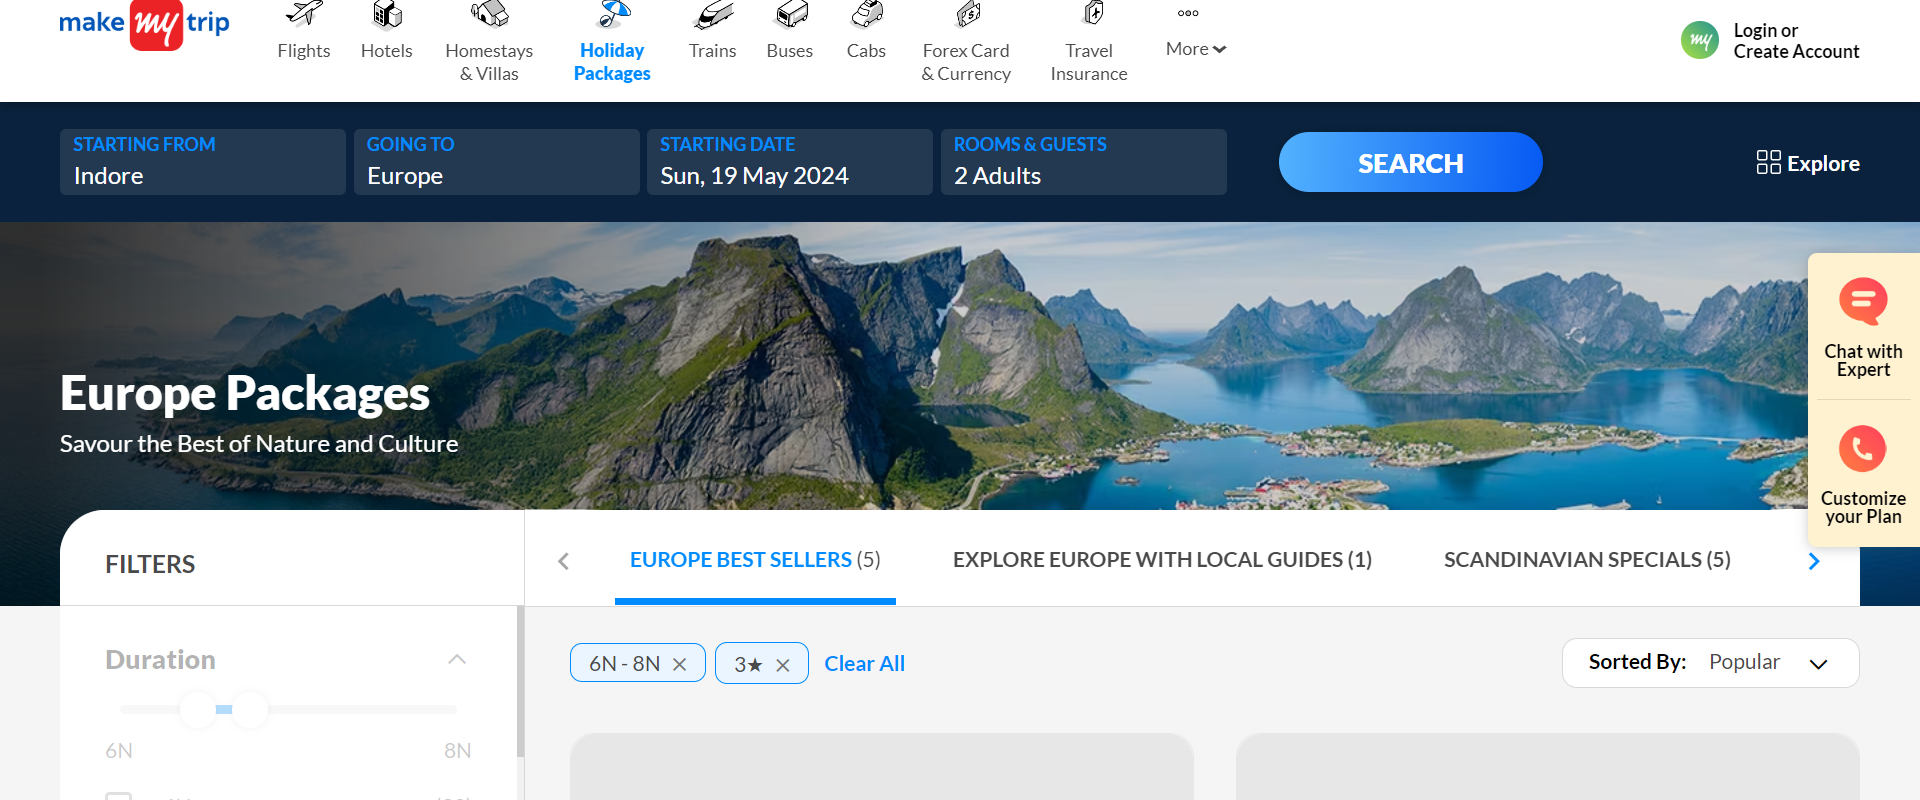 make my trip
Flights
Hotels
Homestays
& Villas
Holiday
Packages
Trains
Buses
Cabs
Forex Card
& Currency
Travel
Insurance
More
my
Login or
Create Account
STARTING FROM
Indore
GOING TO
Europe
STARTING DATE
Sun, 19 May 2024
ROOMS & GUESTS
2 Adults
SEARCH
Explore
Europe Packages
Savour the Best of Nature and Culture
Chat with
Expert
Customize
your Plan
FILTERS
EUROPE BEST SELLERS (5)
EXPLORE EUROPE WITH LOCAL GUIDES (1)
SCANDINAVIAN SPECIALS (5)
Duration
6N
8N
6N - 8N ×
3★ ×
Clear All
Sorted By: Popular